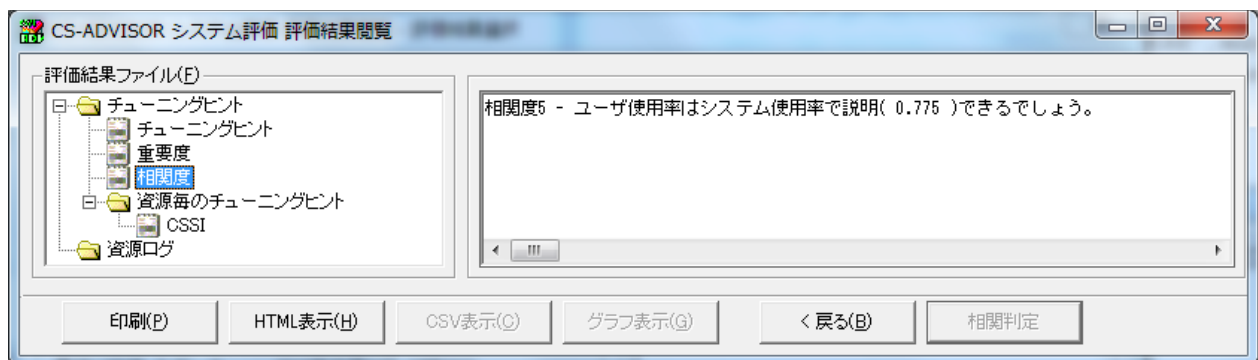 CS-ADVISOR システム評価 評価結果閲覧
評価結果ファイル(F)
チューニングヒント
チューニングヒント
重要度
相関度
資源毎のチューニングヒント
CSSI
資源ログ
相関度5 - ユーザ使用率はシステム使用率で説明( 0.775 )できるでしょう。
印刷(P)
HTML表示(H)
CSV表示(C)
グラフ表示(G)
< 戻る(B)
相関判定